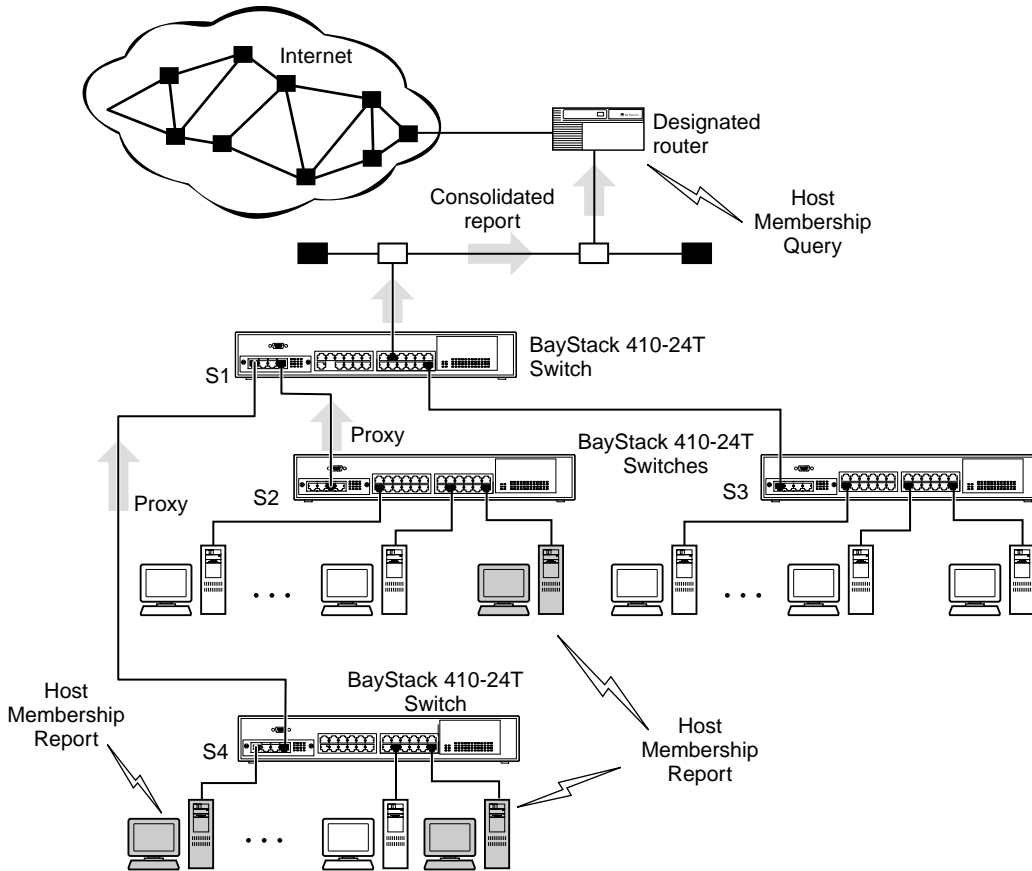 Internet
Designated
router
Consolidated
report
Host
Membership
Query
BayStack 410-24T
Switch
S1
Proxy
BayStack 410-24T
Switches
S2
S3
Proxy
. . .
. . .
BayStack 410-24T
Switch
Host
Membership
Report
S4
Host
Membership
Report
. . .